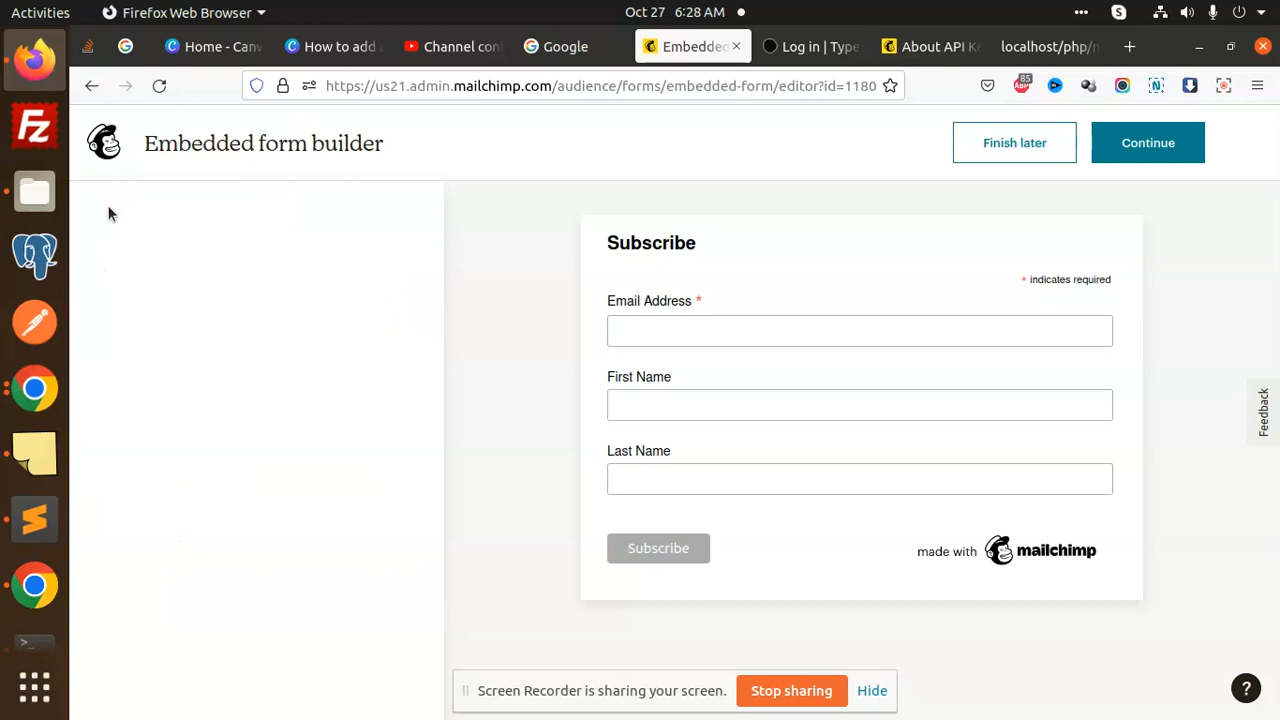 Activities
Firefox Web Browser
Oct 27 6:28 AM
Home - Canv
How to add
Channel con
Google
Embedded
Log in | Type
About API K
localhost/php/n
https://us21.admin.mailchimp.com/audience/forms/embedded-form/editor?id=1180
85
ABP
Embedded form builder
Finish later
Continue
Subscribe
* indicates required
Email Address *
First Name
Last Name
Subscribe
made with mailchimp
Feedback
Screen Recorder is sharing your screen.
Stop sharing
Hide
?